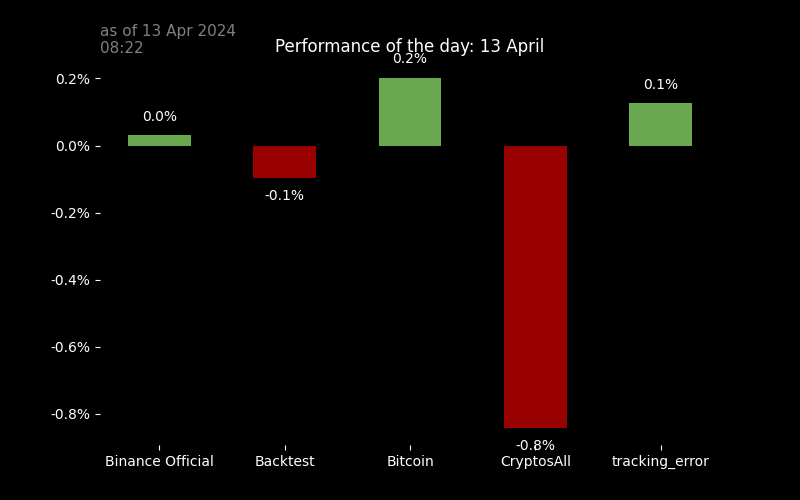 as of 13 Apr 2024
08:22
Performance of the day: 13 April
0.2%
0.2%
0.0%
0.1%
0.0%
-0.1%
-0.2%
-0.4%
-0.6%
-0.8%
-0.8%
Binance Official
Backtest
Bitcoin
CryptosAll
tracking_error